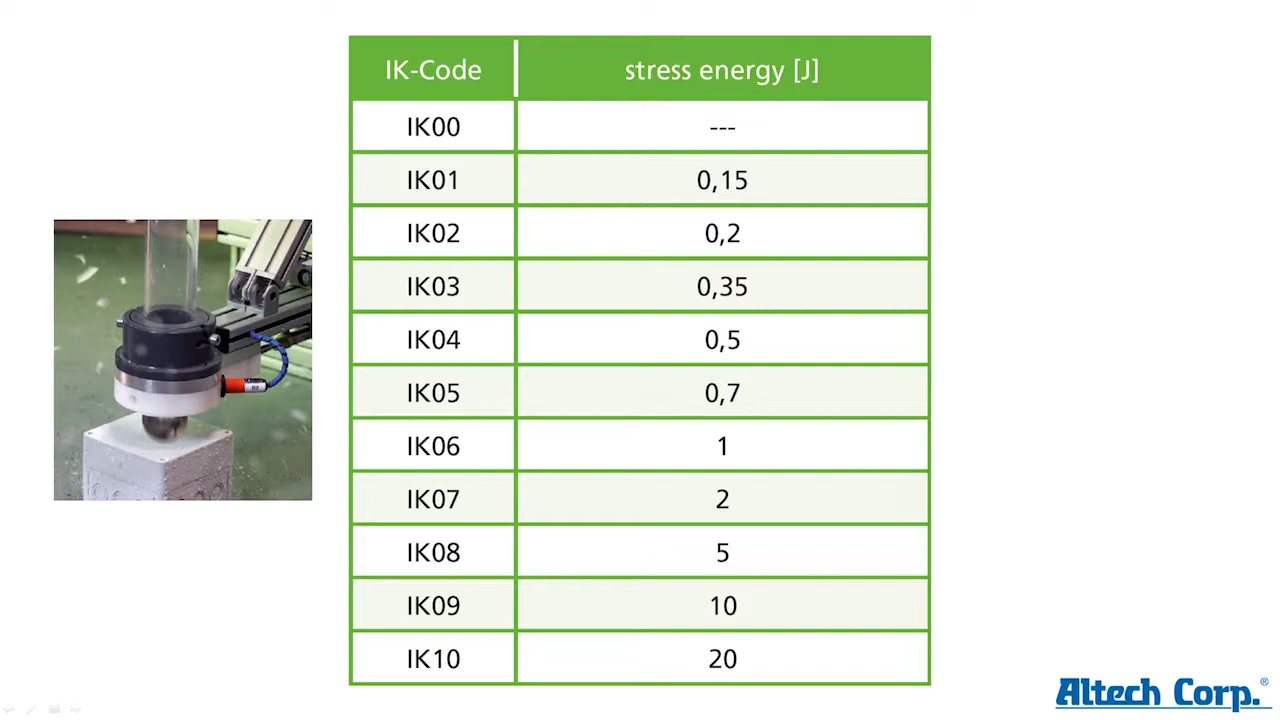 IK-Code stress energy [J]
IK00 ---
IK01 0,15
IK02 0,2
IK03 0,35
IK04 0,5
IK05 0,7
IK06 1
IK07 2
IK08 5
IK09 10
IK10 20
Altech Corp.®